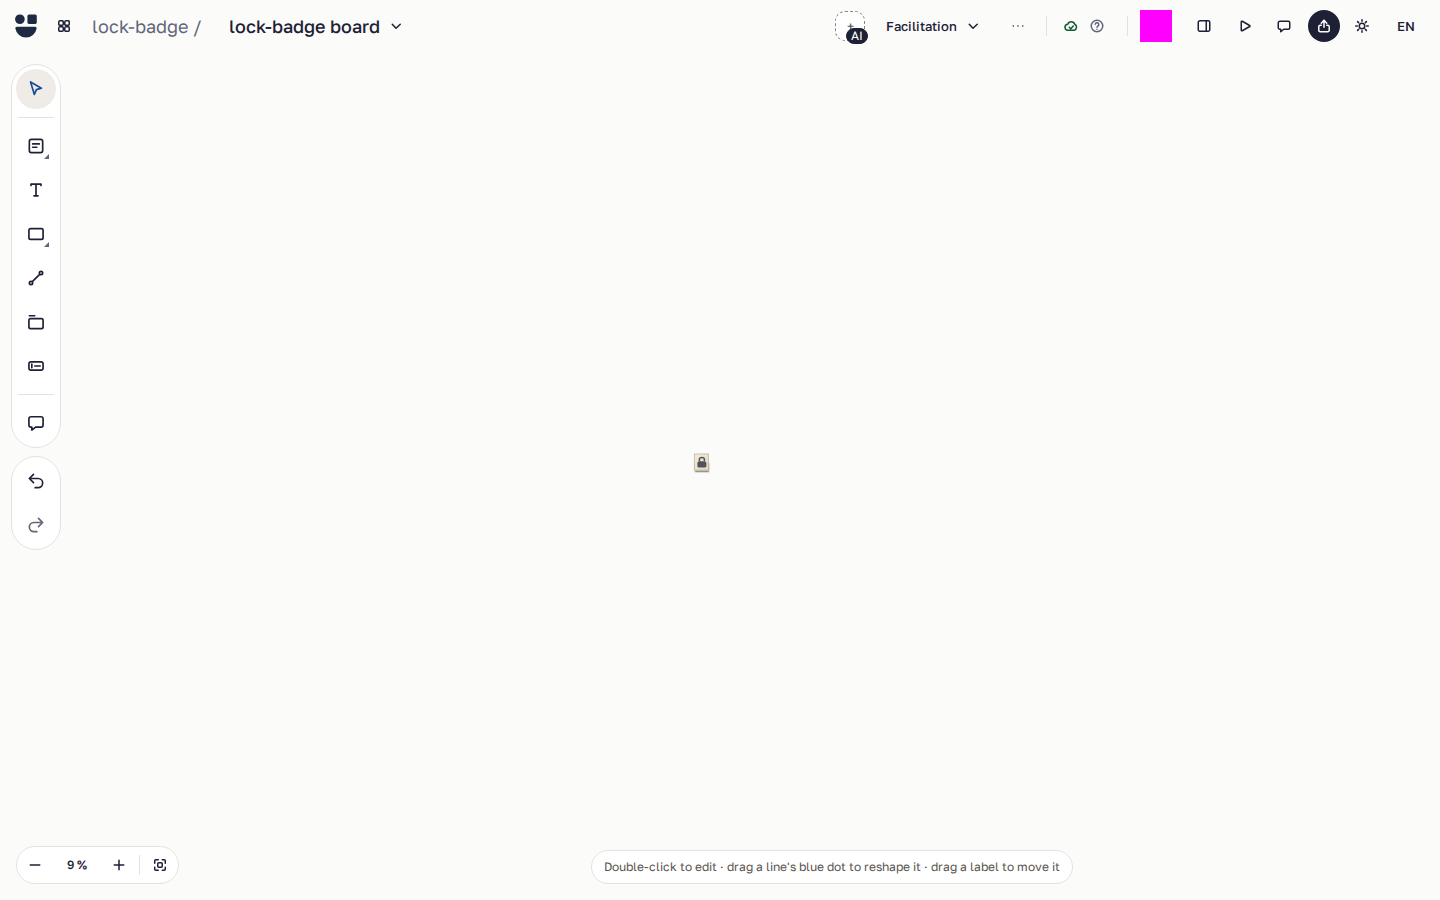 lock-badge / lock-badge board
AI
Facilitation
EN
9 %
Double-click to edit · drag a line's blue dot to reshape it · drag a label to move it